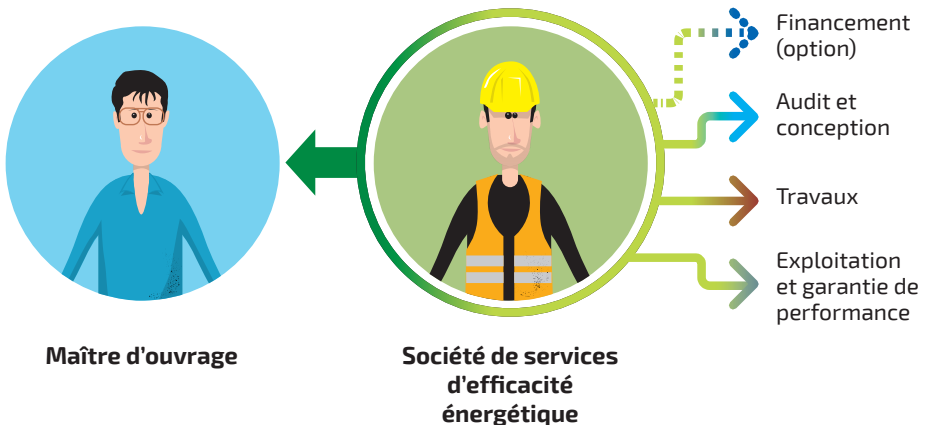 Financement
(option)
Audit et
conception
Travaux
Exploitation
et garantie de
performance
Maître d’ouvrage
Société de services
d’efficacité
énergétique